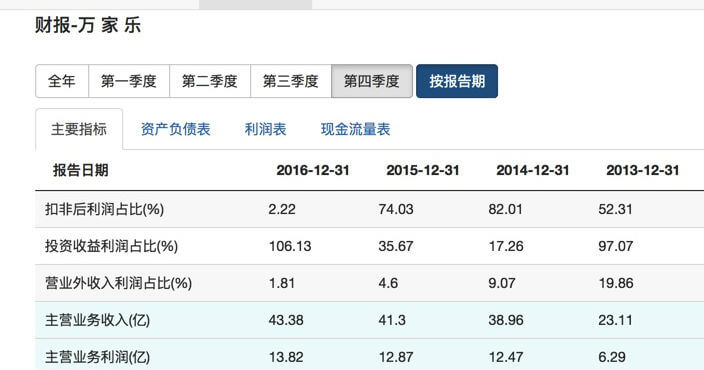 财报-万 家 乐
全年 第一季度 第二季度 第三季度 第四季度 按报告期
主要指标 资产负债表 利润表 现金流量表
报告日期 2016-12-31 2015-12-31 2014-12-31 2013-12-31
扣非后利润占比(%) 2.22 74.03 82.01 52.31
投资收益利润占比(%) 106.13 35.67 17.26 97.07
营业外收入利润占比(%) 1.81 4.6 9.07 19.86
主营业务收入(亿) 43.38 41.3 38.96 23.11
主营业务利润(亿) 13.82 12.87 12.47 6.29